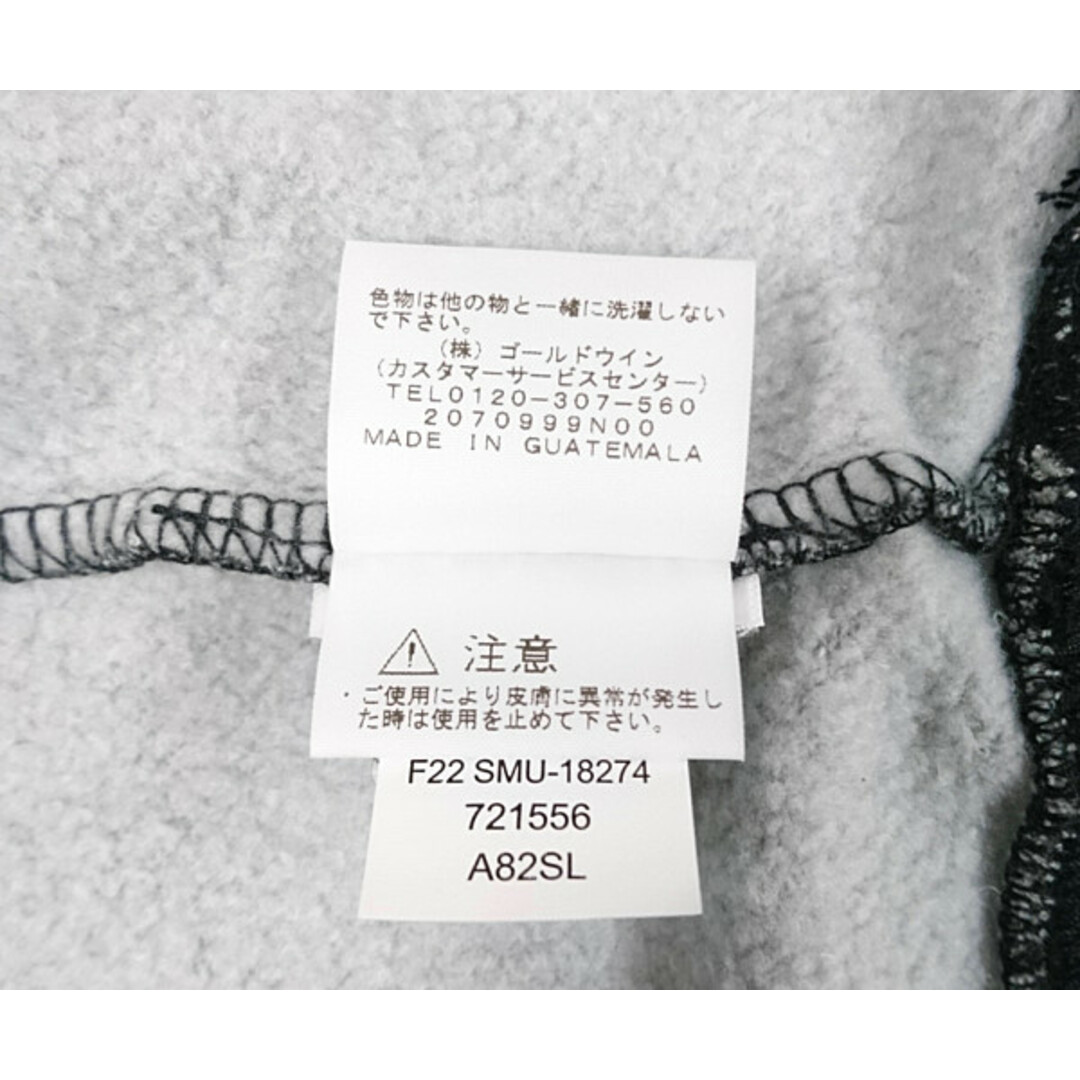 色物は他の物と一緒に洗濯しない
で下さい。
(株)ゴールドウイン
(カスタマーサービスセンター)
TEL0120-307-560
2070999N00
MADE IN GUATEMALA
注意
・ご使用により皮膚に異常が発生し
た時は使用を止めて下さい。
F22 SMU-18274
721556
A82SL